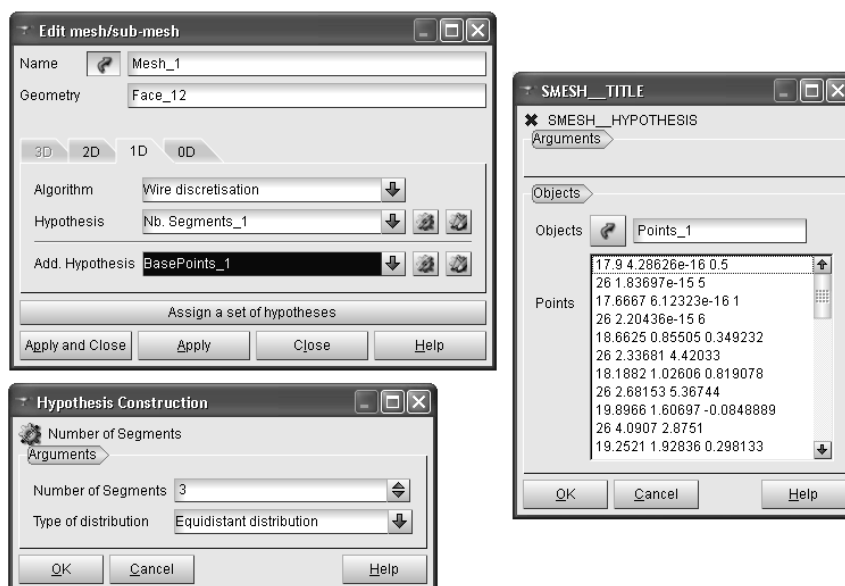 Edit mesh/sub-mesh
Name Mesh_1
Geometry Face_12
3D 2D 1D 0D
Algorithm Wire discretisation
Hypothesis Nb. Segments_1
Add. Hypothesis BasePoints_1
Assign a set of hypotheses
Apply and Close Apply Close Help
Hypothesis Construction
Number of Segments
Arguments
Number of Segments 3
Type of distribution Equidistant distribution
OK Cancel Help
SMESH__TITLE
SMESH__HYPOTHESIS
Arguments
Objects
Objects Points_1
Points
17.9 4.28626e-16 0.5
26 1.83697e-15 5
17.6667 6.12323e-16 1
26 2.20436e-15 6
18.6625 0.85505 0.349232
26 2.33681 4.42033
18.1882 1.02606 0.819078
26 2.68153 5.36744
19.8966 1.60697 -0.0848889
26 4.0907 2.8751
19.2521 1.92836 0.298133
OK Cancel Help